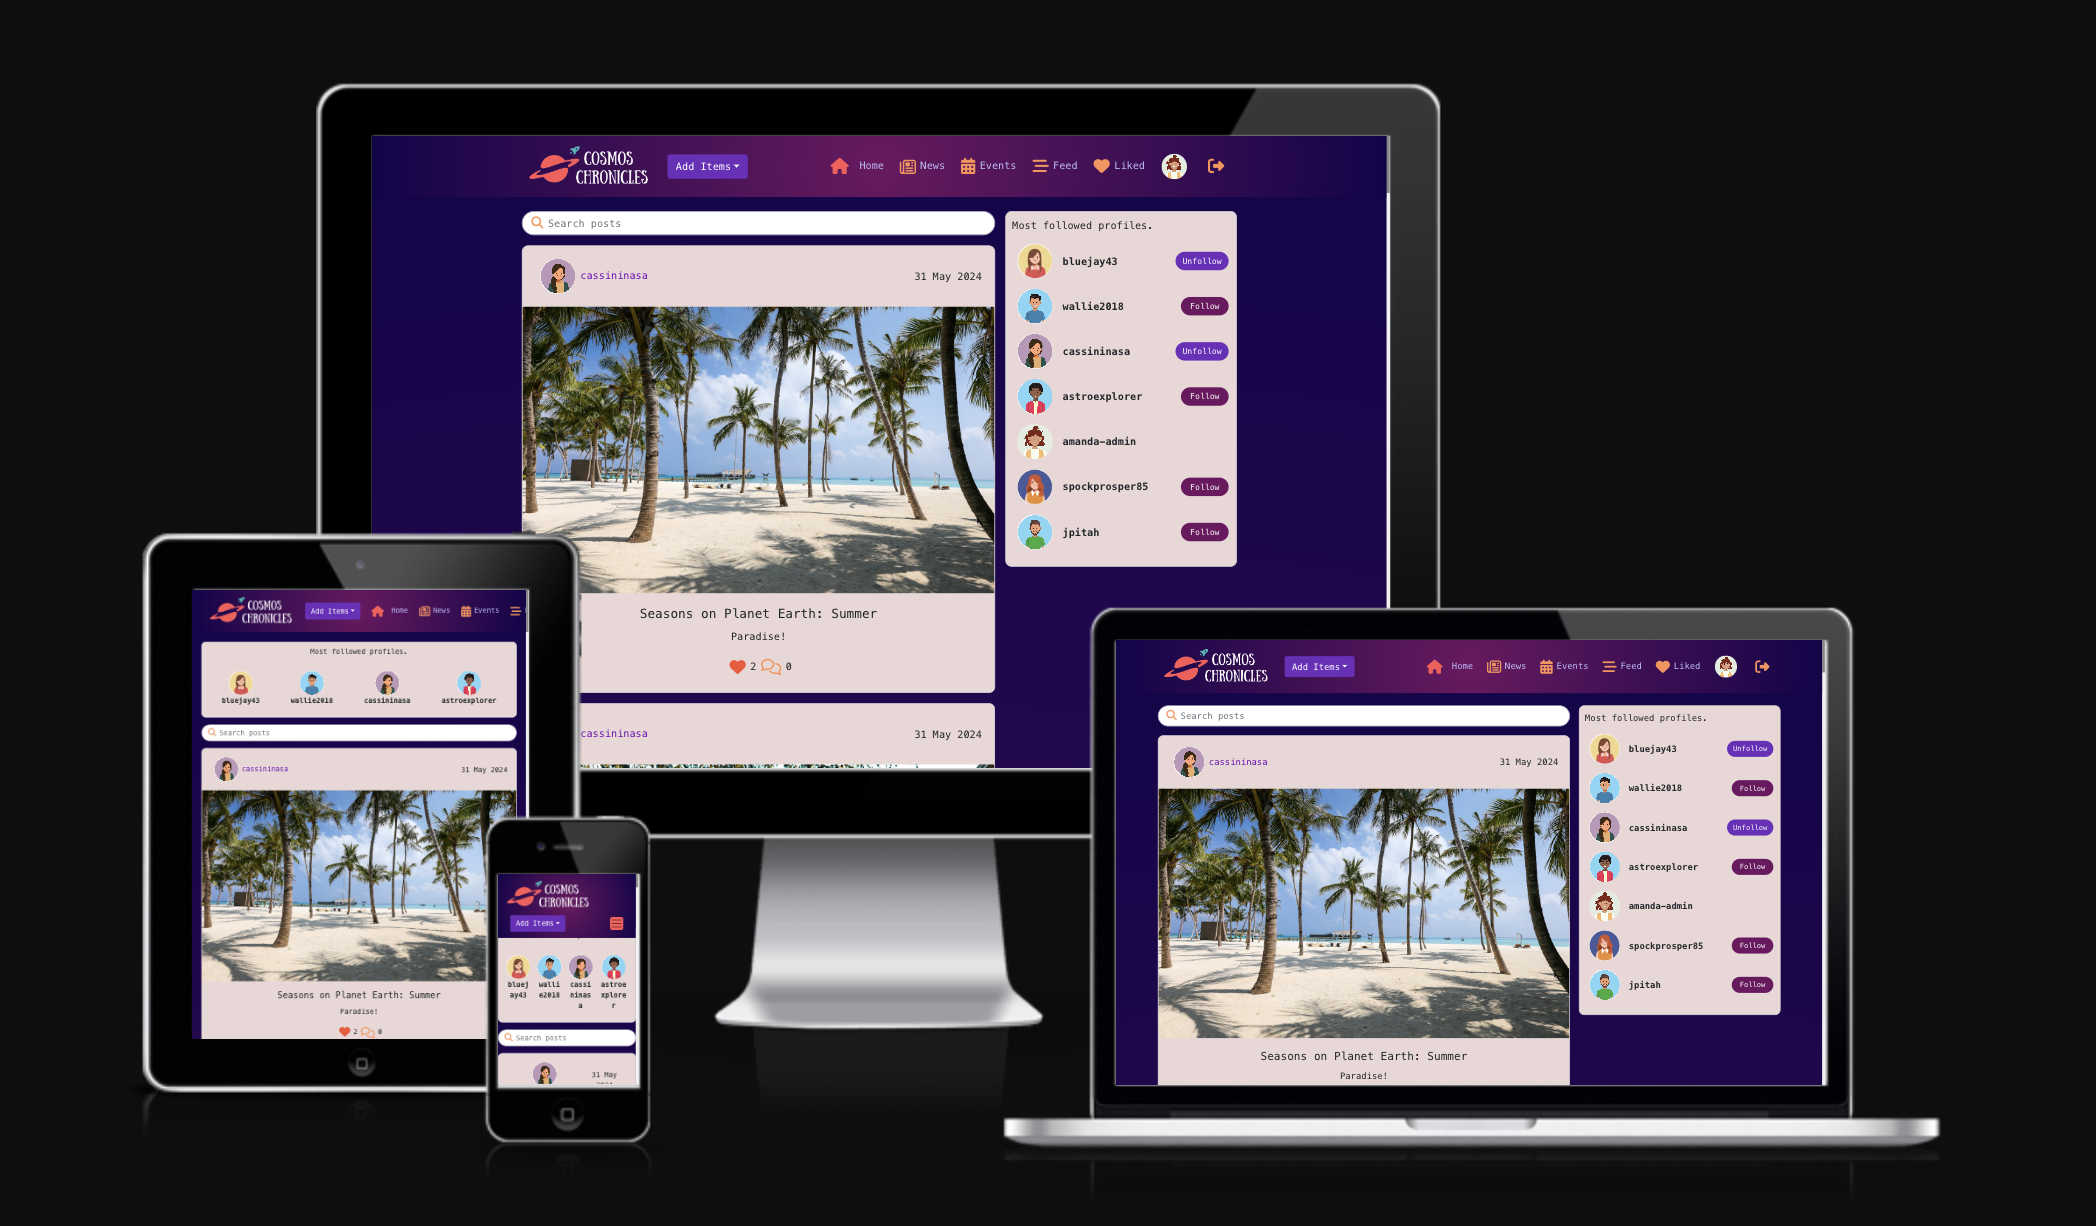 COSMOS
CHRONICLES
Add Items
Home
News
Events
Feed
Liked
Search posts
cassininasa
31 May 2024
Seasons on Planet Earth: Summer
Paradise!
2
0
cassininasa
31 May 2024
Most followed profiles.
bluejay43
Unfollow
wallie2018
Follow
cassininasa
Unfollow
astroexplorer
Follow
amanda-admin
spockprosper85
Follow
jpitah
Follow
COSMOS
CHRONICLES
Add Items
Home
News
Events
Most followed profiles.
bluejay43
wallie2018
cassininasa
astroexplorer
Search posts
cassininasa
31 May 2024
Seasons on Planet Earth: Summer
Paradise!
2
0
COSMOS
CHRONICLES
Add Items
bluej
ay43
walli
e2018
cassi
ninas
a
astroe
xplore
r
Search posts
31 May
COSMOS
CHRONICLES
Add Items
Home
News
Events
Feed
Liked
Search posts
cassininasa
31 May 2024
Seasons on Planet Earth: Summer
Paradise!
Most followed profiles.
bluejay43
Unfollow
wallie2018
Follow
cassininasa
Unfollow
astroexplorer
Follow
amanda-admin
spockprosper85
Follow
jpitah
Follow